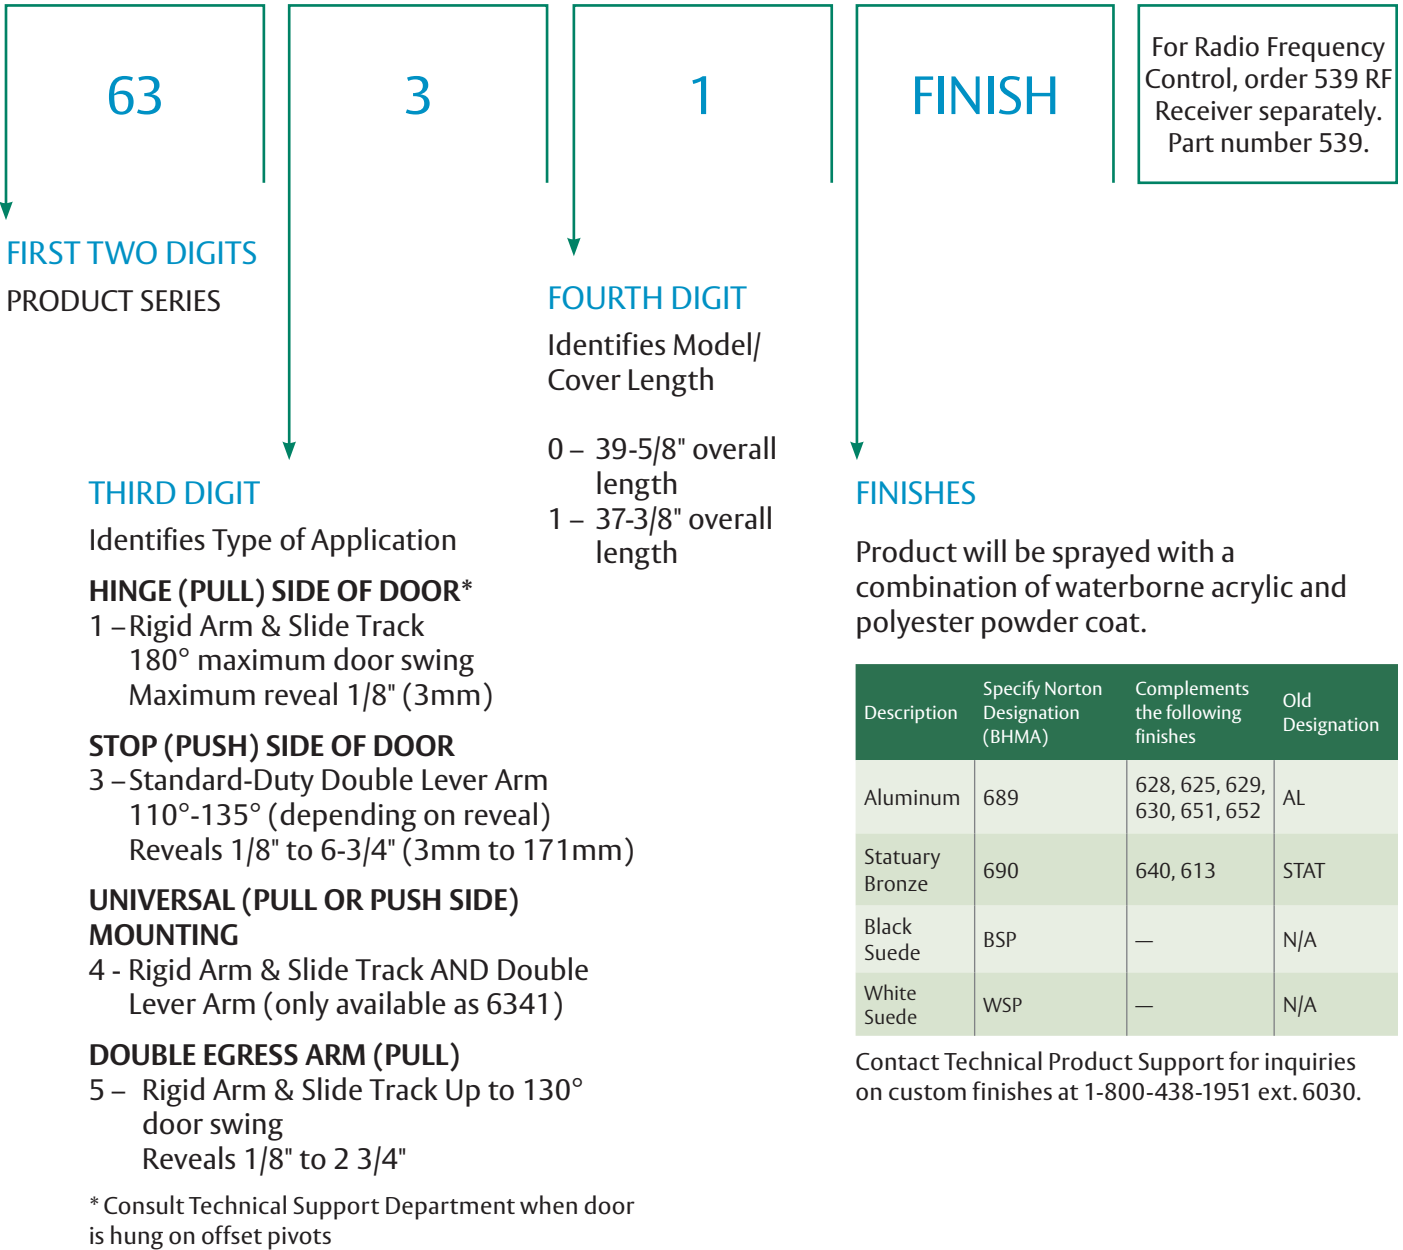 63
3
1
FINISH
For Radio Frequency
Control, order 539 RF
Receiver separately.
Part number 539.
FIRST TWO DIGITS
PRODUCT SERIES
THIRD DIGIT
Identifies Type of Application
HINGE (PULL) SIDE OF DOOR*
1 – Rigid Arm & Slide Track
180° maximum door swing
Maximum reveal 1/8" (3mm)
STOP (PUSH) SIDE OF DOOR
3 – Standard-Duty Double Lever Arm
110°-135° (depending on reveal)
Reveals 1/8" to 6-3/4" (3mm to 171mm)
UNIVERSAL (PULL OR PUSH SIDE)
MOUNTING
4 - Rigid Arm & Slide Track AND Double
Lever Arm (only available as 6341)
DOUBLE EGRESS ARM (PULL)
5 – Rigid Arm & Slide Track Up to 130°
door swing
Reveals 1/8" to 2 3/4"
* Consult Technical Support Department when door
is hung on offset pivots
FOURTH DIGIT
Identifies Model/
Cover Length
0 – 39-5/8" overall
length
1 – 37-3/8" overall
length
FINISHES
Product will be sprayed with a
combination of waterborne acrylic and
polyester powder coat.
Description
Specify Norton
Designation
(BHMA)
Complements
the following
finishes
Old
Designation
Aluminum
689
628, 625, 629,
630, 651, 652
AL
Statuary
Bronze
690
640, 613
STAT
Black
Suede
BSP
—
N/A
White
Suede
WSP
—
N/A
Contact Technical Product Support for inquiries
on custom finishes at 1-800-438-1951 ext. 6030.